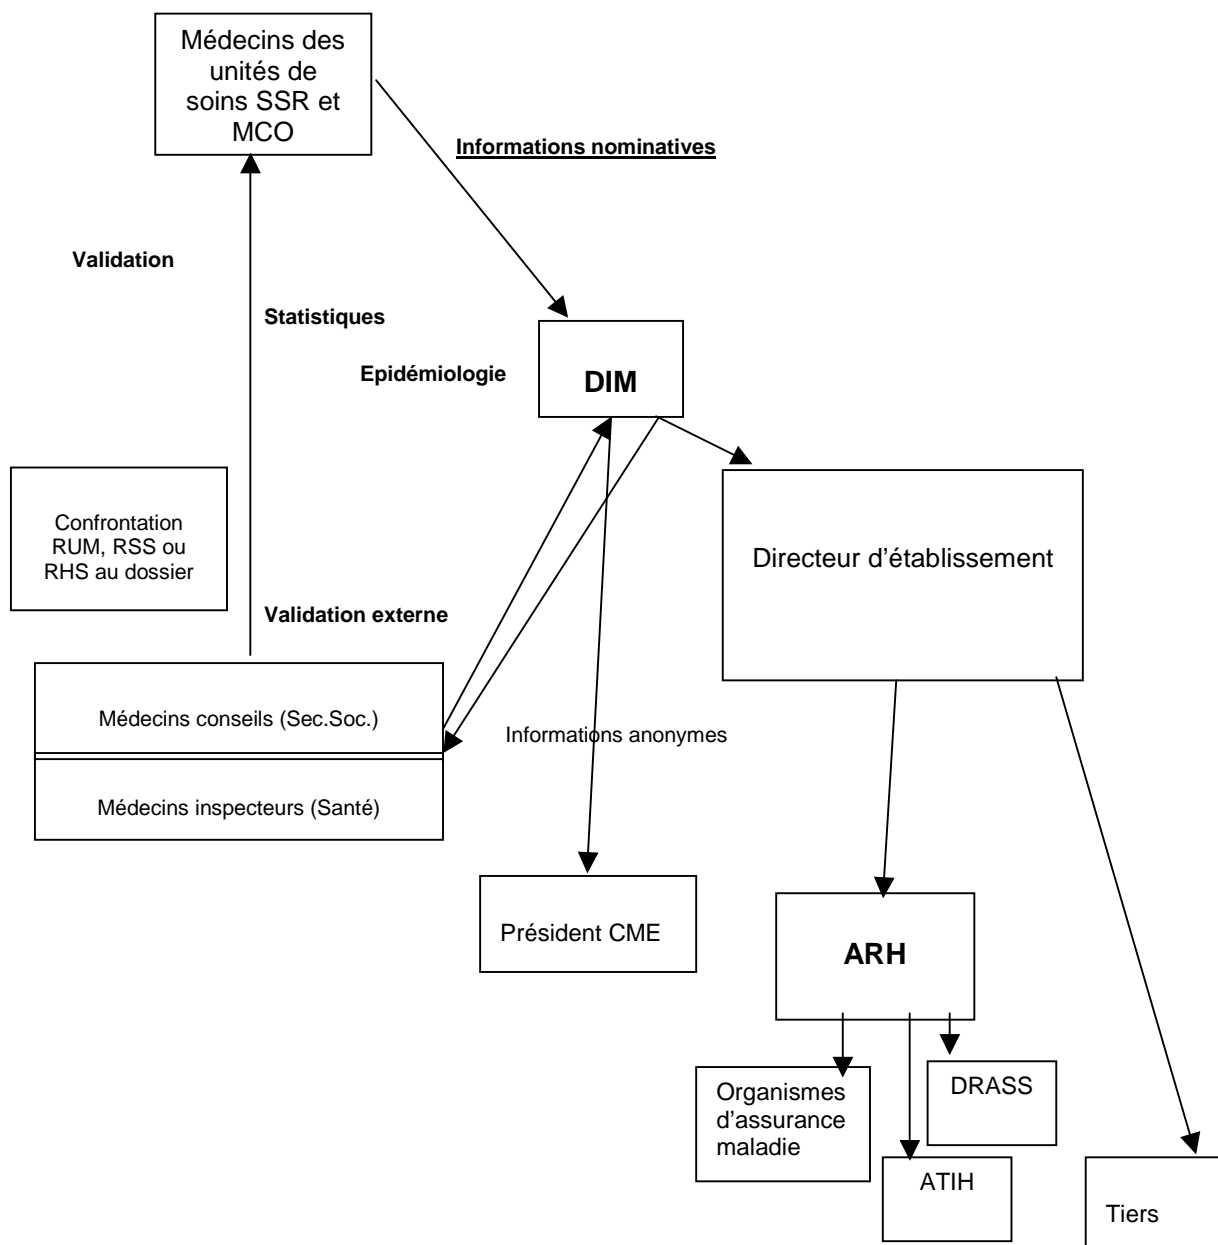 Médecins des
unités de
soins SSR et
MCO
Informations nominatives
Validation
Statistiques
Epidémiologie
DIM
Confrontation
RUM, RSS ou
RHS au dossier
Directeur d’établissement
Validation externe
Médecins conseils (Sec.Soc.)
Informations anonymes
Médecins inspecteurs (Santé)
Président CME
ARH
Organismes
d’assurance
maladie
DRASS
ATIH
Tiers